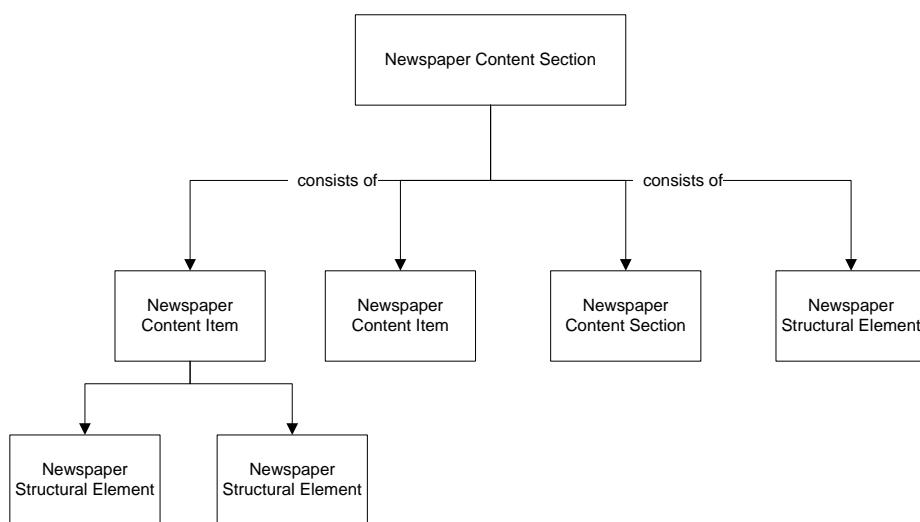 Newspaper Content Section
consists of
consists of
Newspaper
Content Item
Newspaper
Content Item
Newspaper
Content Section
Newspaper
Structural Element
Newspaper
Structural Element
Newspaper
Structural Element